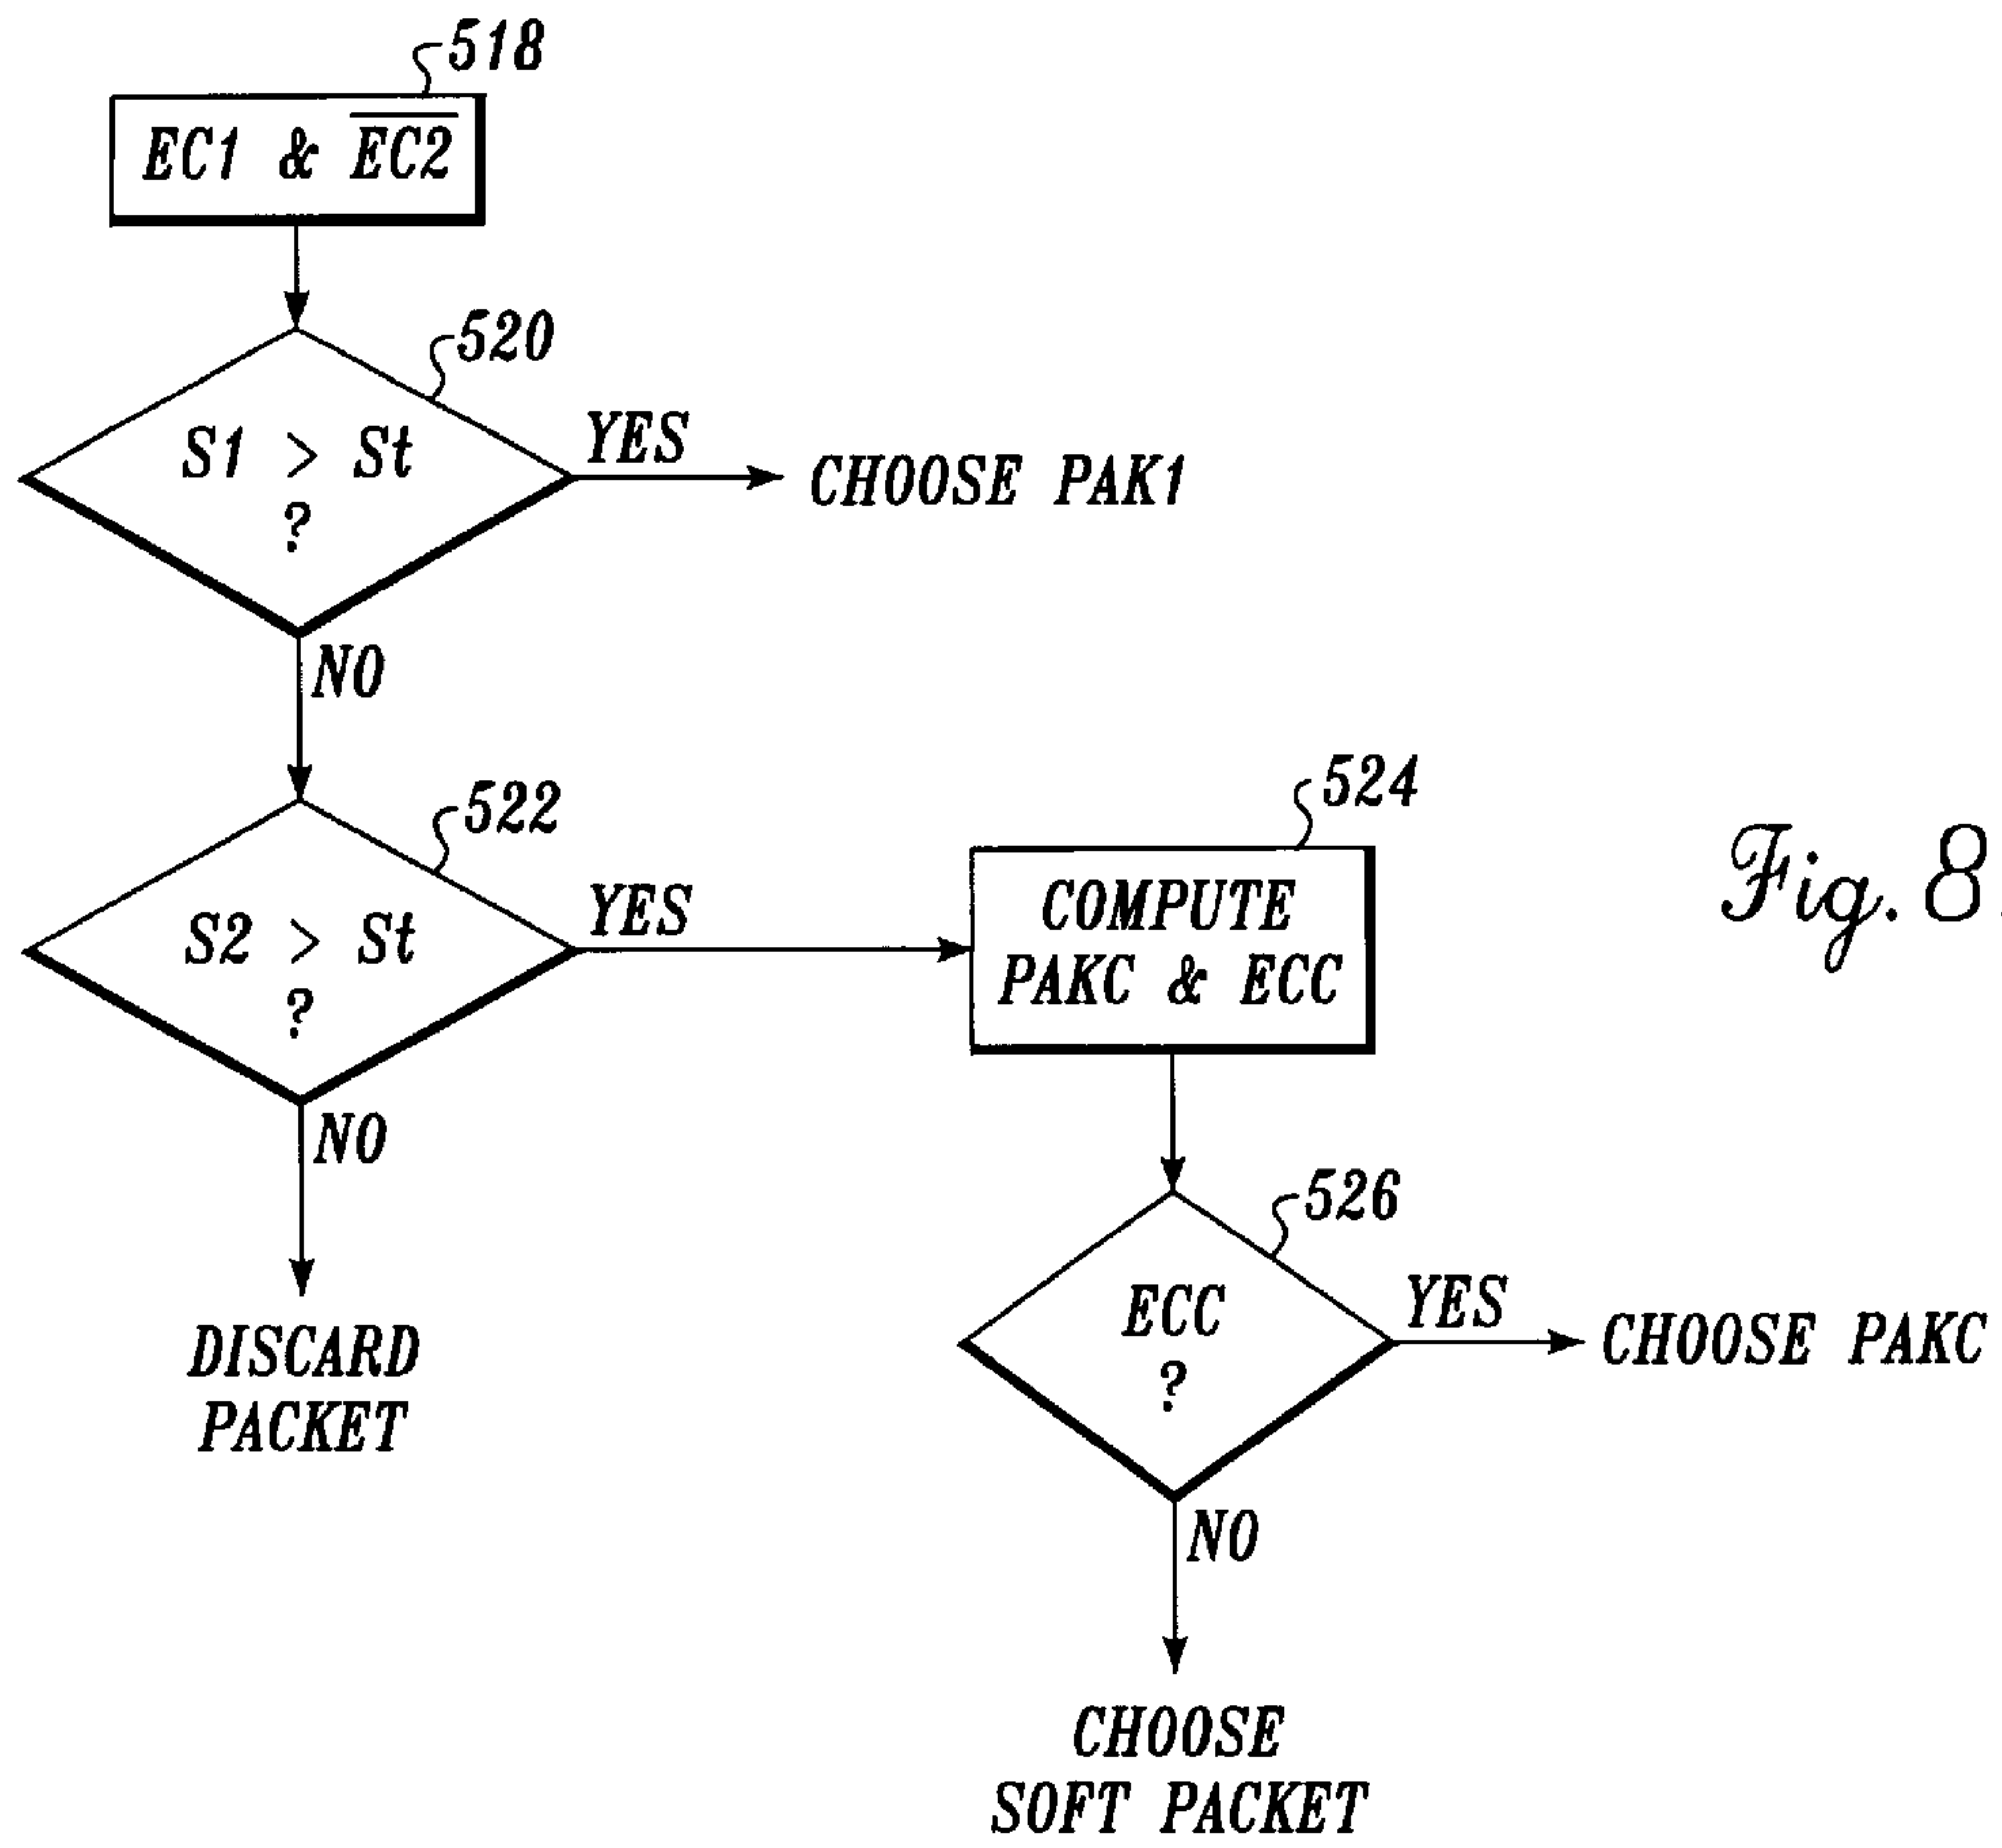 518
EC1 & E̅C̅2̅
520
S1 > St
?
YES
CHOOSE PAK1
NO
522
S2 > St
?
YES
524
COMPUTE
PAKC & ECC
Fig. 8.
NO
526
ECC
?
YES
CHOOSE PAKC
DISCARD
PACKET
NO
CHOOSE
SOFT PACKET